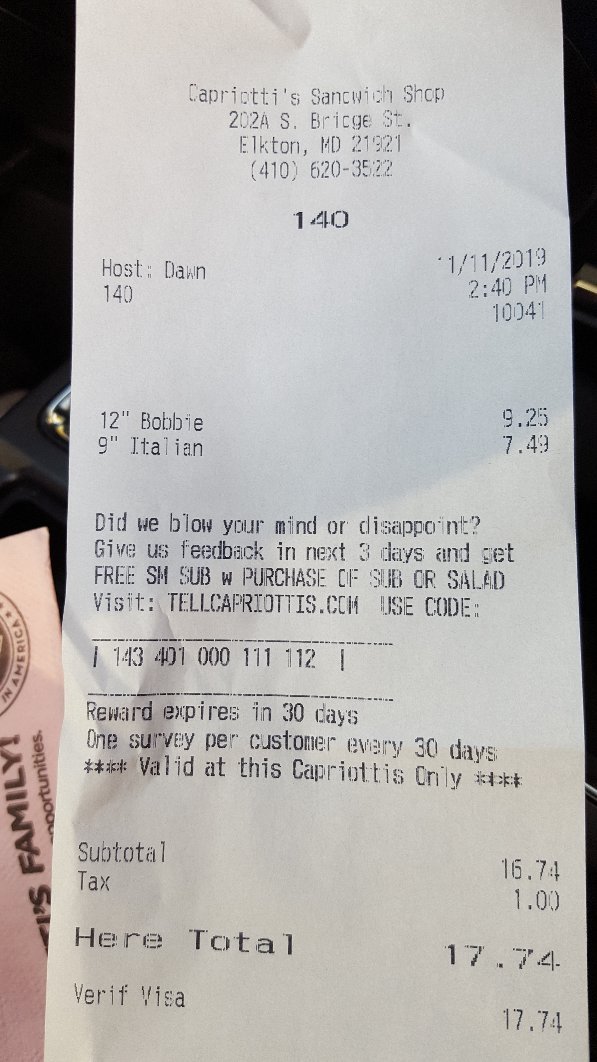 Capriotti's Sandwich Shop
202A S. Bridge St.
Elkton, MD 21921
(410) 620-3522
140
Host: Dawn 11/11/2019
140 2:40 PM
10041
12" Bobbie 9.25
9" Italian 7.49
Did we blow your mind or disappoint?
Give us feedback in next 3 days and get
FREE SM SUB w PURCHASE OF SUB OR SALAD
Visit: TELLCAPRIOTTIS.COM USE CODE:
| 143 401 000 111 112 |
Reward expires in 30 days
One survey per customer every 30 days
**** Valid at this Capriottis Only ****
Subtotal 16.74
Tax 1.00
Here Total 17.74
Verif Visa 17.74
IN AMERICA
FAMILY!